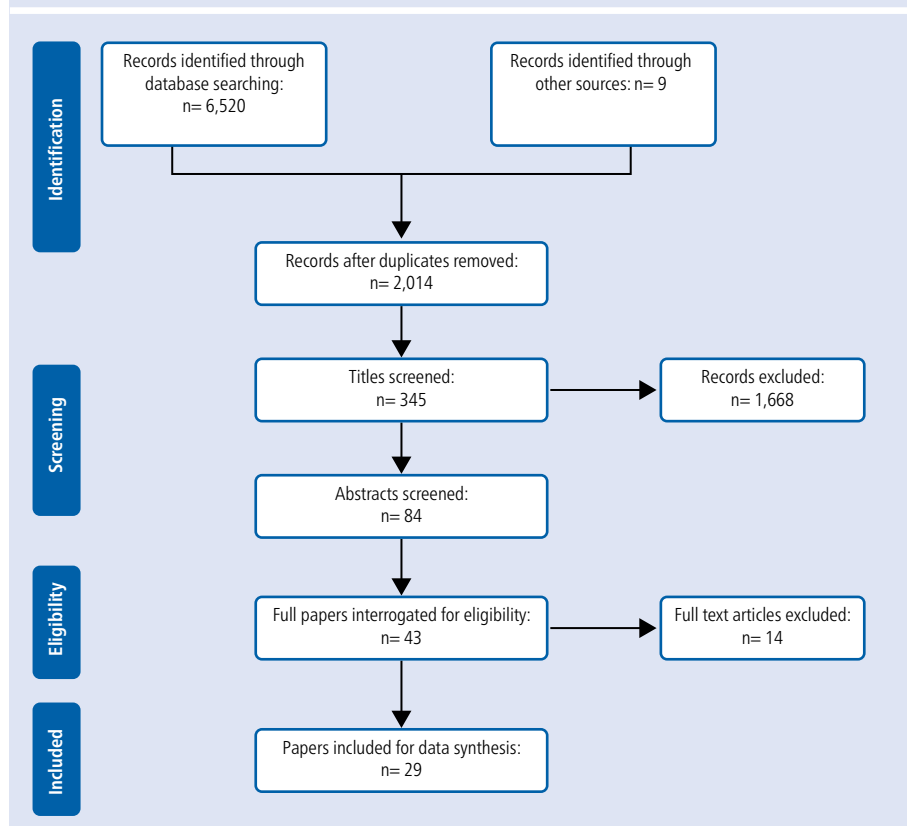 Identification
Records identified through
database searching:
n= 6,520
Records identified through
other sources: n= 9
Records after duplicates removed:
n= 2,014
Screening
Titles screened:
n= 345
Records excluded:
n= 1,668
Abstracts screened:
n= 84
Eligibility
Full papers interrogated for eligibility:
n= 43
Full text articles excluded:
n= 14
Included
Papers included for data synthesis:
n= 29